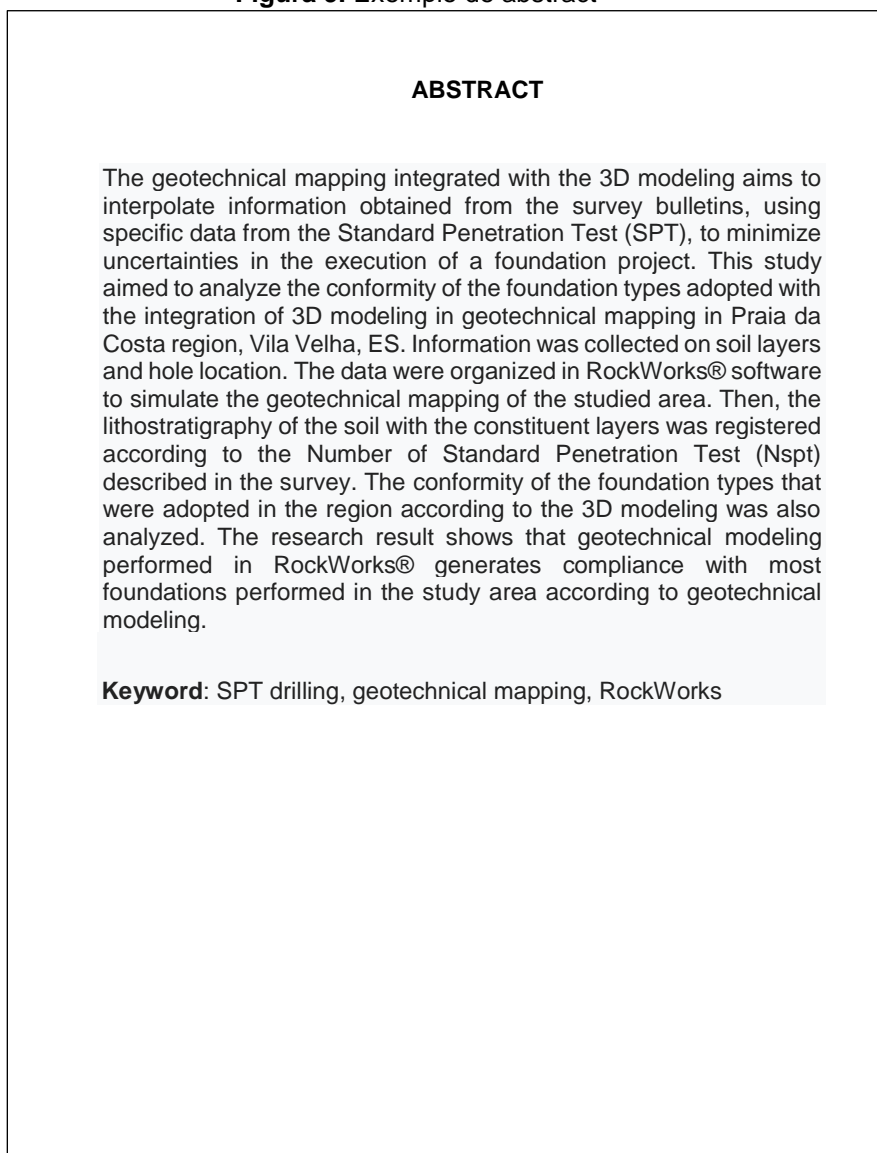 Figura Exemplo de abstract
ABSTRACT
The geotechnical mapping integrated with the 3D modeling aims to
interpolate information obtained from the survey bulletins, using
specific data from the Standard Penetration Test (SPT), to minimize
uncertainties in the execution of a foundation project. This study
aimed to analyze the conformity of the foundation types adopted with
the integration of 3D modeling in geotechnical mapping in Praia da
Costa region, Vila Velha, ES. Information was collected on soil layers
and hole location. The data were organized in RockWorks® software
to simulate the geotechnical mapping of the studied area. Then, the
lithostratigraphy of the soil with the constituent layers was registered
according to the Number of Standard Penetration Test (Nspt)
described in the survey. The conformity of the foundation types that
were adopted in the region according to the 3D modeling was also
analyzed. The research result shows that geotechnical modeling
performed in RockWorks® generates compliance with most
foundations performed in the study area according to geotechnical
modeling.
Keyword: SPT drilling, geotechnical mapping, RockWorks